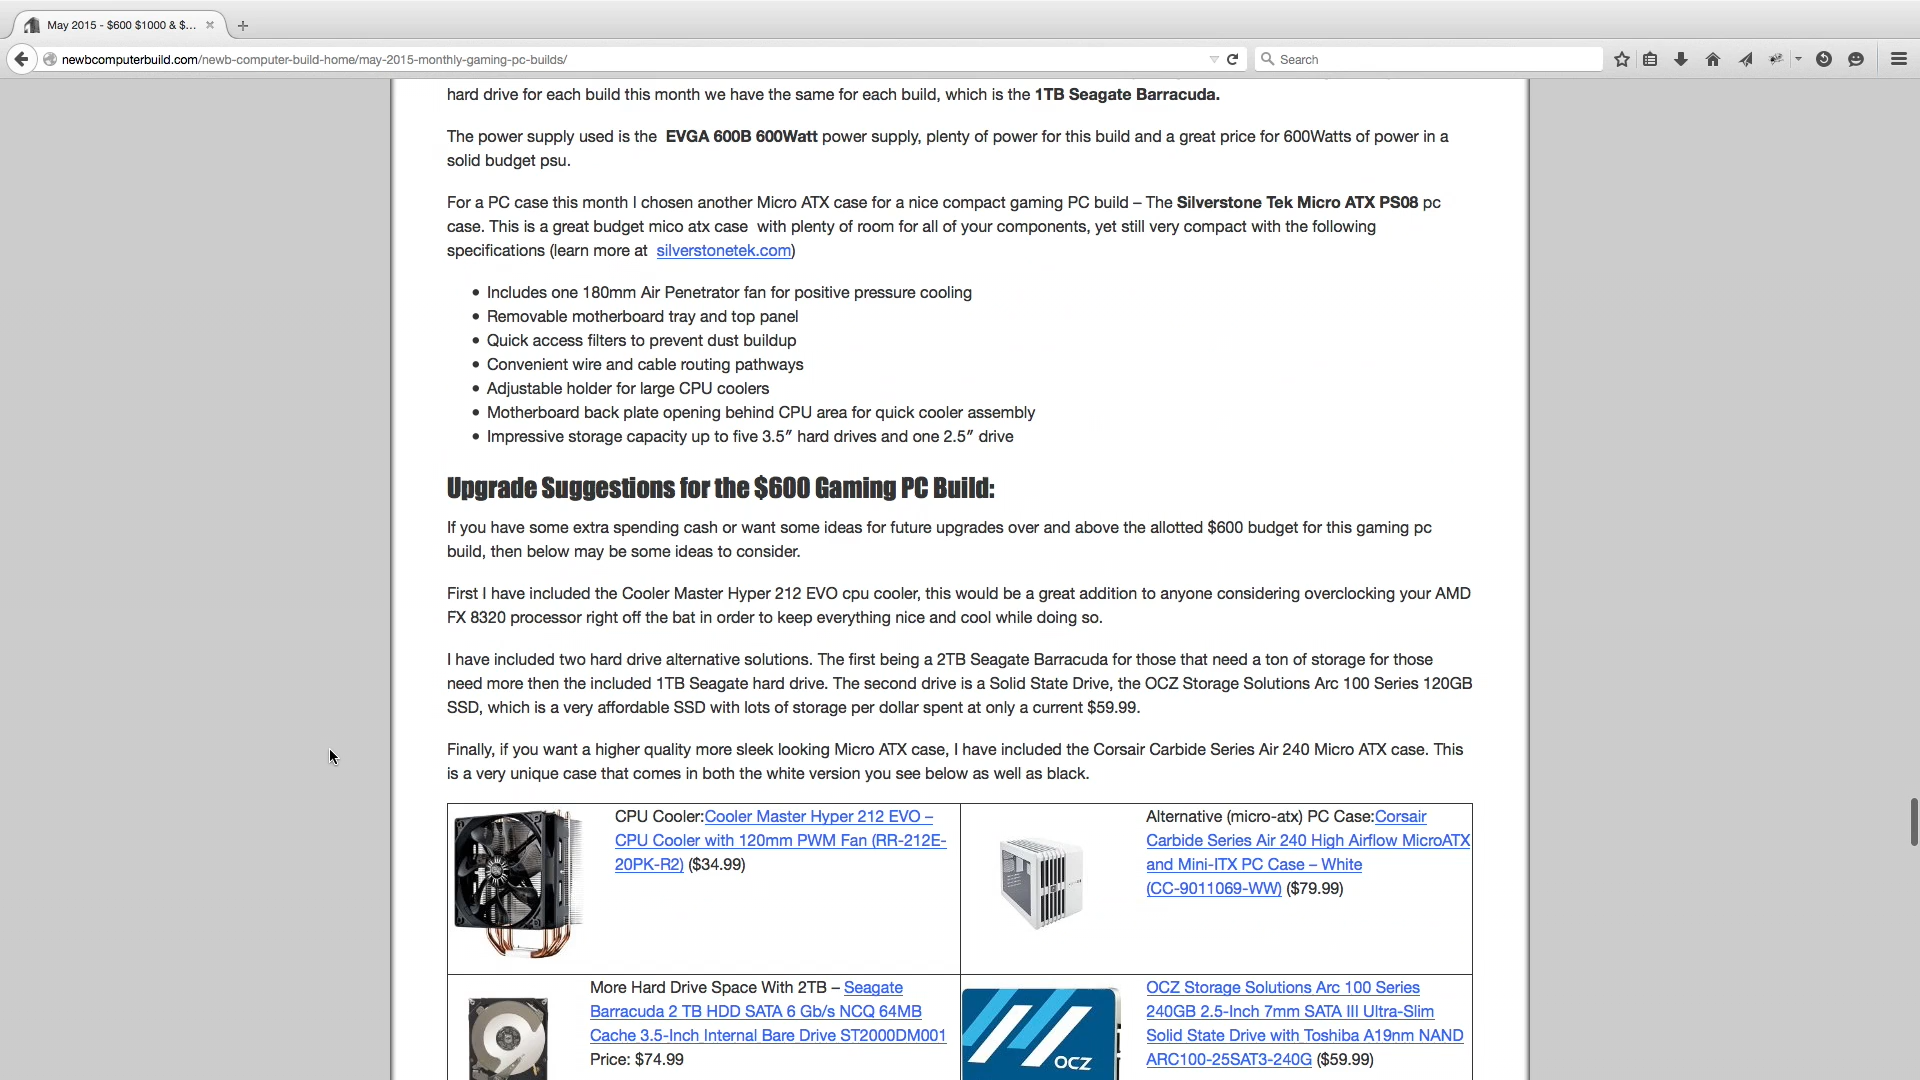 May 2015 - $600 $1000 & $...
newbcomputerbuild.com/newb-computer-build-home/may-2015-monthly-gaming-pc-builds/
Search
hard drive for each build this month we have the same for each build, which is the 1TB Seagate Barracuda.
The power supply used is the  EVGA 600B 600Watt power supply, plenty of power for this build and a great price for 600Watts of power in a
solid budget psu.
For a PC case this month I chosen another Micro ATX case for a nice compact gaming PC build – The Silverstone Tek Micro ATX PS08 pc
case. This is a great budget mico atx case  with plenty of room for all of your components, yet still very compact with the following
specifications (learn more at  silverstonetek.com)
• Includes one 180mm Air Penetrator fan for positive pressure cooling
• Removable motherboard tray and top panel
• Quick access filters to prevent dust buildup
• Convenient wire and cable routing pathways
• Adjustable holder for large CPU coolers
• Motherboard back plate opening behind CPU area for quick cooler assembly
• Impressive storage capacity up to five 3.5″ hard drives and one 2.5″ drive
Upgrade Suggestions for the $600 Gaming PC Build:
If you have some extra spending cash or want some ideas for future upgrades over and above the allotted $600 budget for this gaming pc
build, then below may be some ideas to consider.
First I have included the Cooler Master Hyper 212 EVO cpu cooler, this would be a great addition to anyone considering overclocking your AMD
FX 8320 processor right off the bat in order to keep everything nice and cool while doing so.
I have included two hard drive alternative solutions. The first being a 2TB Seagate Barracuda for those that need a ton of storage for those
need more then the included 1TB Seagate hard drive. The second drive is a Solid State Drive, the OCZ Storage Solutions Arc 100 Series 120GB
SSD, which is a very affordable SSD with lots of storage per dollar spent at only a current $59.99.
Finally, if you want a higher quality more sleek looking Micro ATX case, I have included the Corsair Carbide Series Air 240 Micro ATX case. This
is a very unique case that comes in both the white version you see below as well as black.
CPU Cooler:Cooler Master Hyper 212 EVO –
CPU Cooler with 120mm PWM Fan (RR-212E-
20PK-R2) ($34.99)
Alternative (micro-atx) PC Case:Corsair
Carbide Series Air 240 High Airflow MicroATX
and Mini-ITX PC Case – White
(CC-9011069-WW) ($79.99)
More Hard Drive Space With 2TB – Seagate
Barracuda 2 TB HDD SATA 6 Gb/s NCQ 64MB
Cache 3.5-Inch Internal Bare Drive ST2000DM001
Price: $74.99
OCZ
OCZ Storage Solutions Arc 100 Series
240GB 2.5-Inch 7mm SATA III Ultra-Slim
Solid State Drive with Toshiba A19nm NAND
ARC100-25SAT3-240G ($59.99)